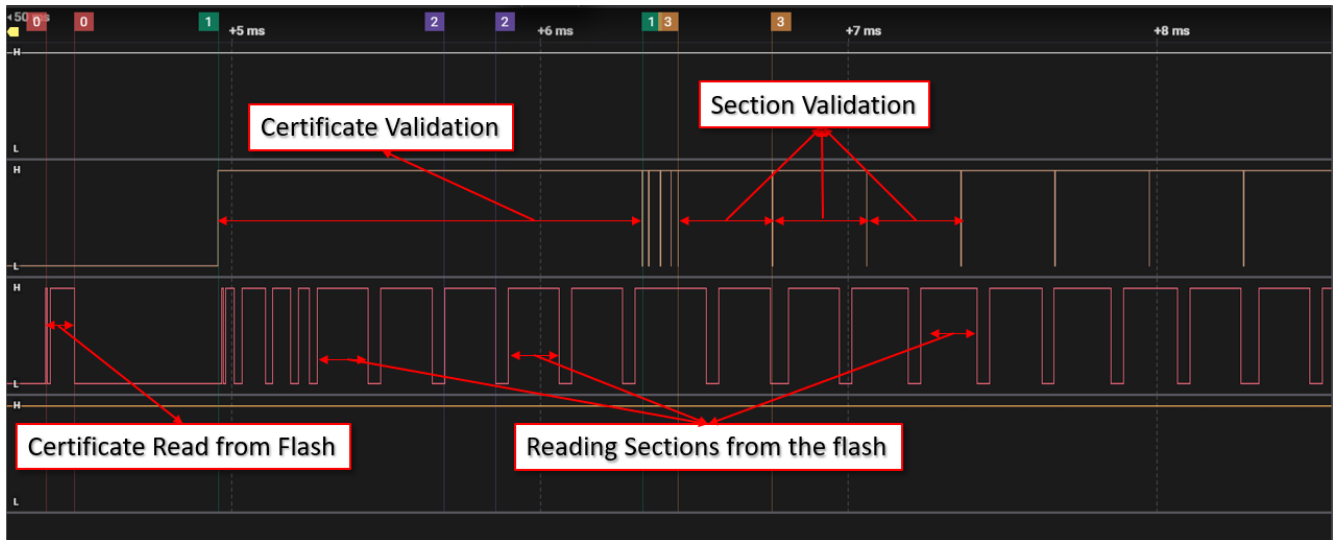 50 ms
0 0 1 +5 ms 2 2 +6 ms 1 3 3 +7 ms +8 ms
H
Section Validation
Certificate Validation
L
H
L
H
L
H
Certificate Read from Flash
Reading Sections from the flash
L